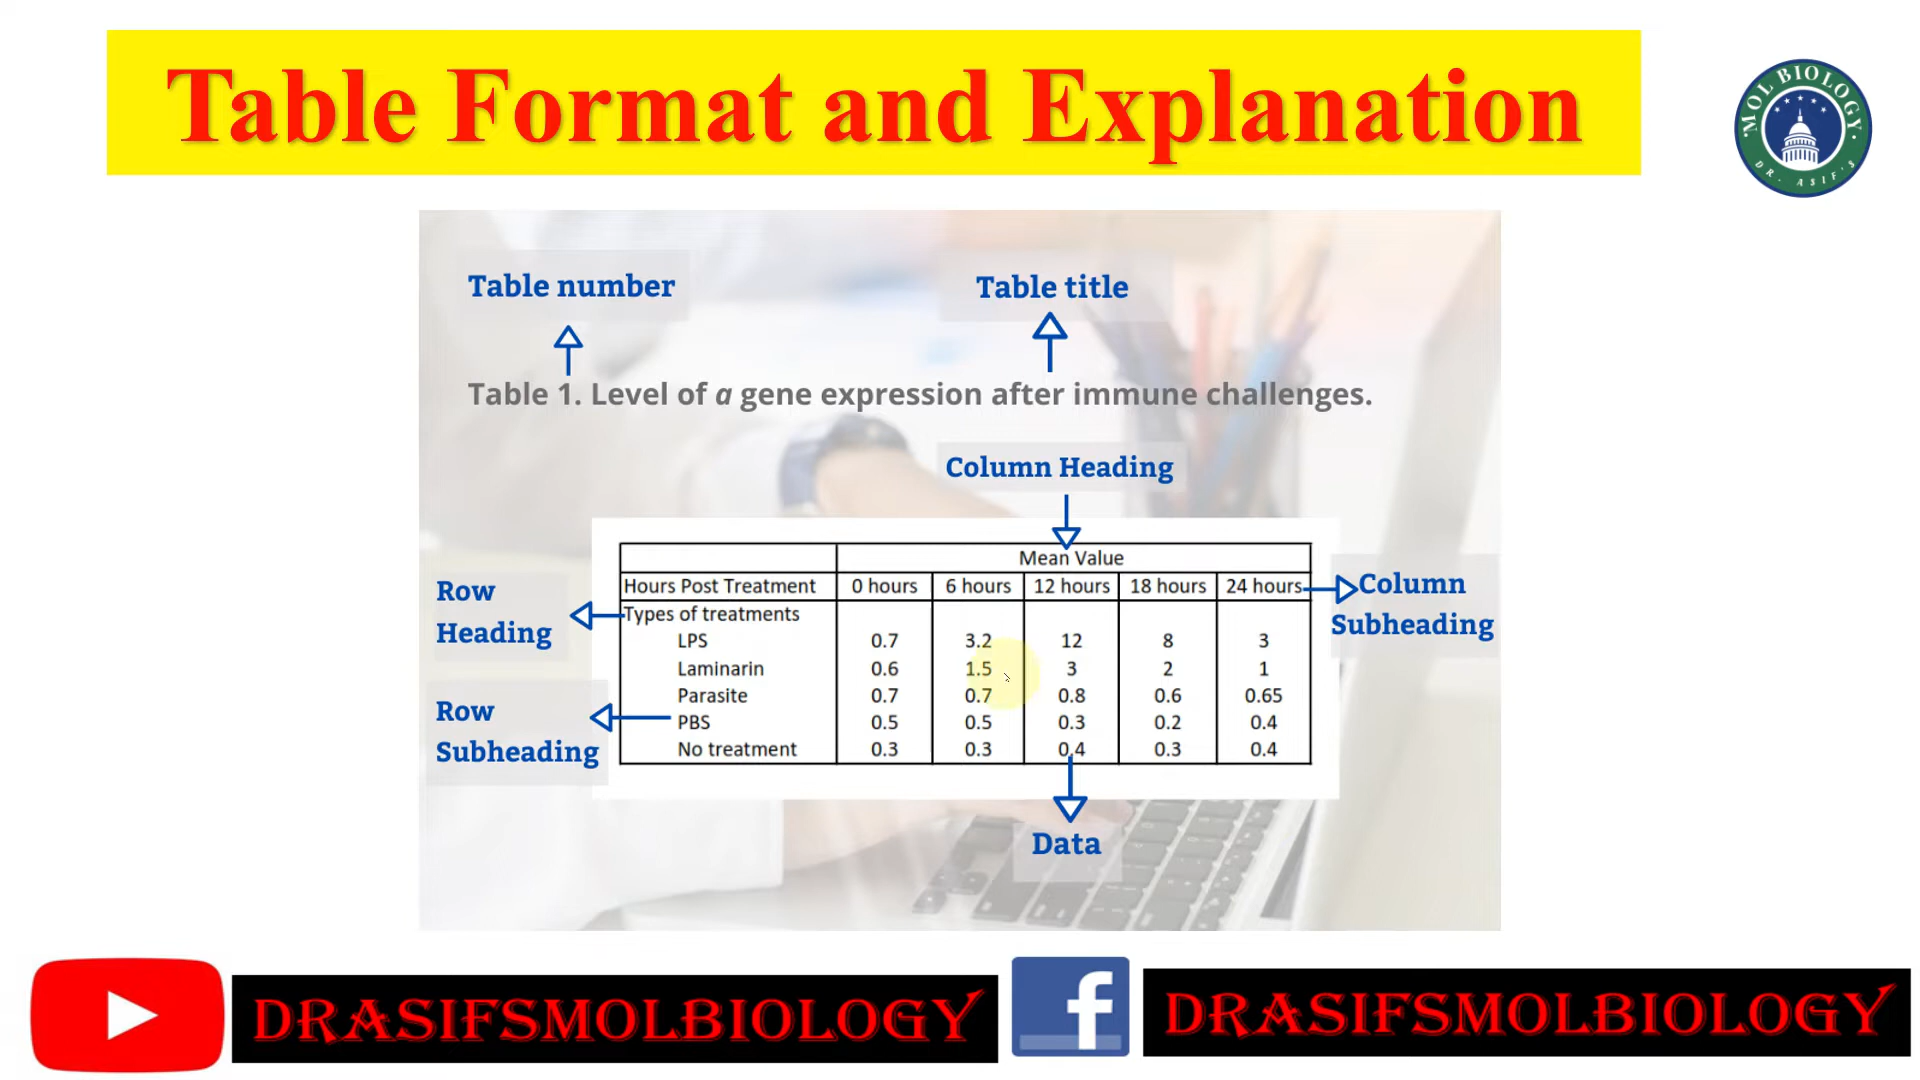 Table Format and Explanation
MOL BIOLOGY
DR. ASIF'S
Table number
Table title
Table 1. Level of a gene expression after immune challenges.
Column Heading
Mean Value
Hours Post Treatment 0 hours 6 hours 12 hours 18 hours 24 hours
Types of treatments
LPS 0.7 3.2 12 8 3
Laminarin 0.6 1.5 3 2 1
Parasite 0.7 0.7 0.8 0.6 0.65
PBS 0.5 0.5 0.3 0.2 0.4
No treatment 0.3 0.3 0.4 0.3 0.4
Row
Heading
Row
Subheading
Column
Subheading
Data
DRASIFSMOLBIOLOGY
f
DRASIFSMOLBIOLOGY